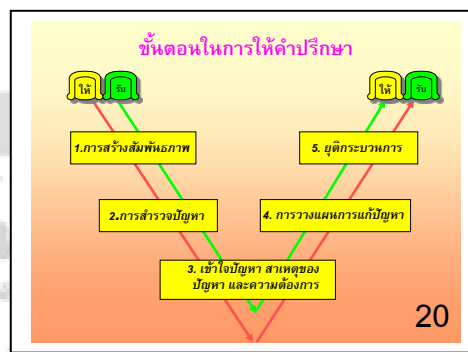 ขั้นตอนในการให้คำปรึกษา
ให้ รับ ให้ รับ
1.การสร้างสัมพันธภาพ
5. ยุติกระบวนการ
2.การสำรวจปัญหา
4. การวางแผนการแก้ปัญหา
3. เข้าใจปัญหา สาเหตุของ
ปัญหา และความต้องการ
20